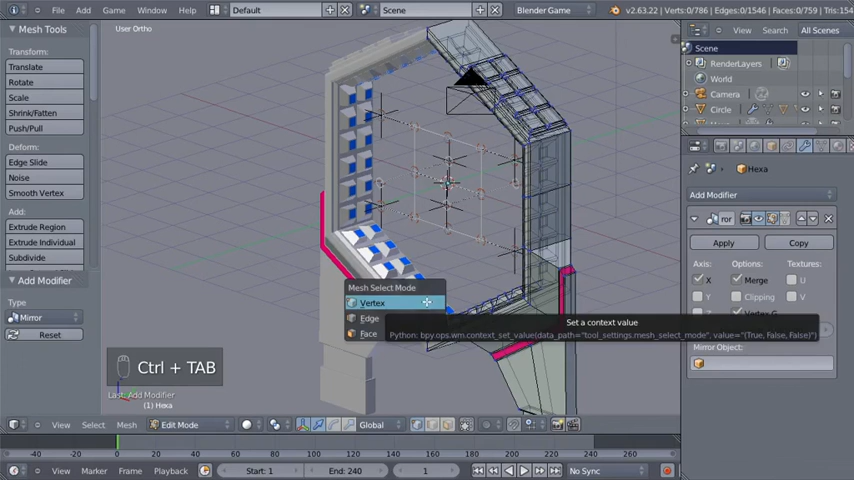 File Add Game Window Help Default Scene Blender Game v2.63.22 | Verts:0/786 | Edges:0/1546 | Faces:0/759 | Tris:154
Mesh Tools
User Ortho
View Search All Scenes
Transform:
Scene
Translate
RenderLayers
Rotate
World
Scale
Camera
Shrink/Fatten
Circle
Push/Pull
Deform:
Edge Slide
Hexa
Noise
Smooth Vertex
Add Modifier
Add:
ror
Extrude Region
Extrude Individual
Apply Copy
Subdivide
Axis: Options: Textures:
Add Modifier
X Merge U
Type
Mesh Select Mode
Y Clipping V
Mirror
Vertex
Z Vertex G
Reset
Edge
Set a context value
Face
Python: bpy.ops.wm.context_set_value(data_path="tool_settings.mesh_select_mode", value="(True, False, False)")
Mirror Object:
Ctrl + TAB
Last: Add Modifier
(1) Hexa
View Select Mesh Edit Mode Global
-40 -20 0 20 40 60 80 100 120 140 160 180 200 220 240 260
View Marker Frame Playback Start: 1 End: 240 1 No Sync